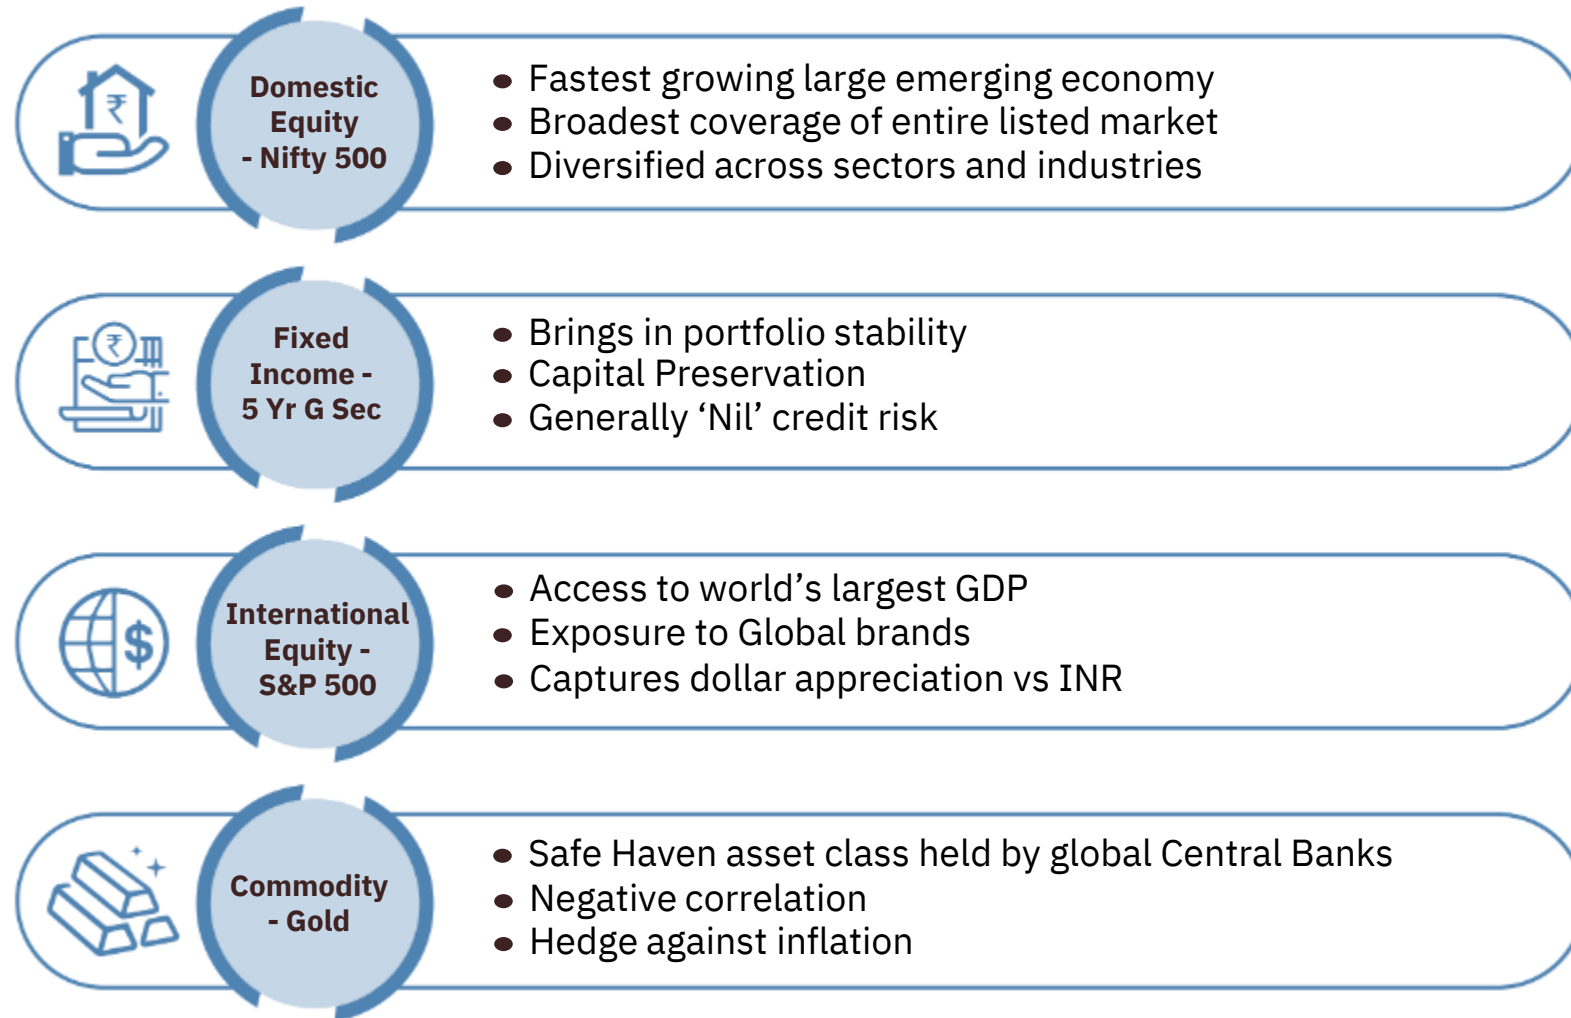 Domestic
Equity
- Nifty 500
• Fastest growing large emerging economy
• Broadest coverage of entire listed market
• Diversified across sectors and industries
₹
Fixed
Income -
5 Yr G Sec
• Brings in portfolio stability
• Capital Preservation
• Generally ‘Nil’ credit risk
₹
International
Equity -
S&P 500
• Access to world’s largest GDP
• Exposure to Global brands
• Captures dollar appreciation vs INR
$
Commodity
- Gold
• Safe Haven asset class held by global Central Banks
• Negative correlation
• Hedge against inflation